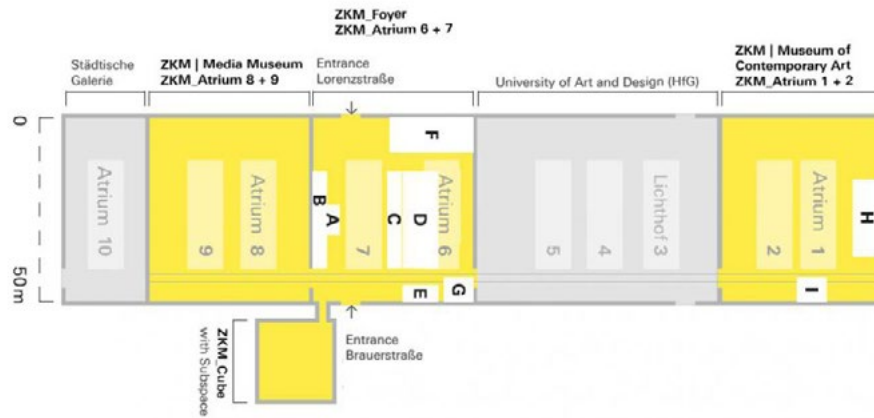 ZKM_Foyer
ZKM_Atrium 6 + 7
Städtische
Galerie
ZKM | Media Museum
ZKM_Atrium 8 + 9
Entrance
Lorenzstraße
University of Art and Design (HfG)
ZKM | Museum of
Contemporary Art
ZKM_Atrium 1 + 2
0
50 m
Atrium 10
9
Atrium 8
B
A
7
C
D
Atrium 6
F
E
G
5
4
Lichthof 3
2
Atrium 1
H
I
ZKM_Cube
with Subspace
Entrance
Brauerstraße